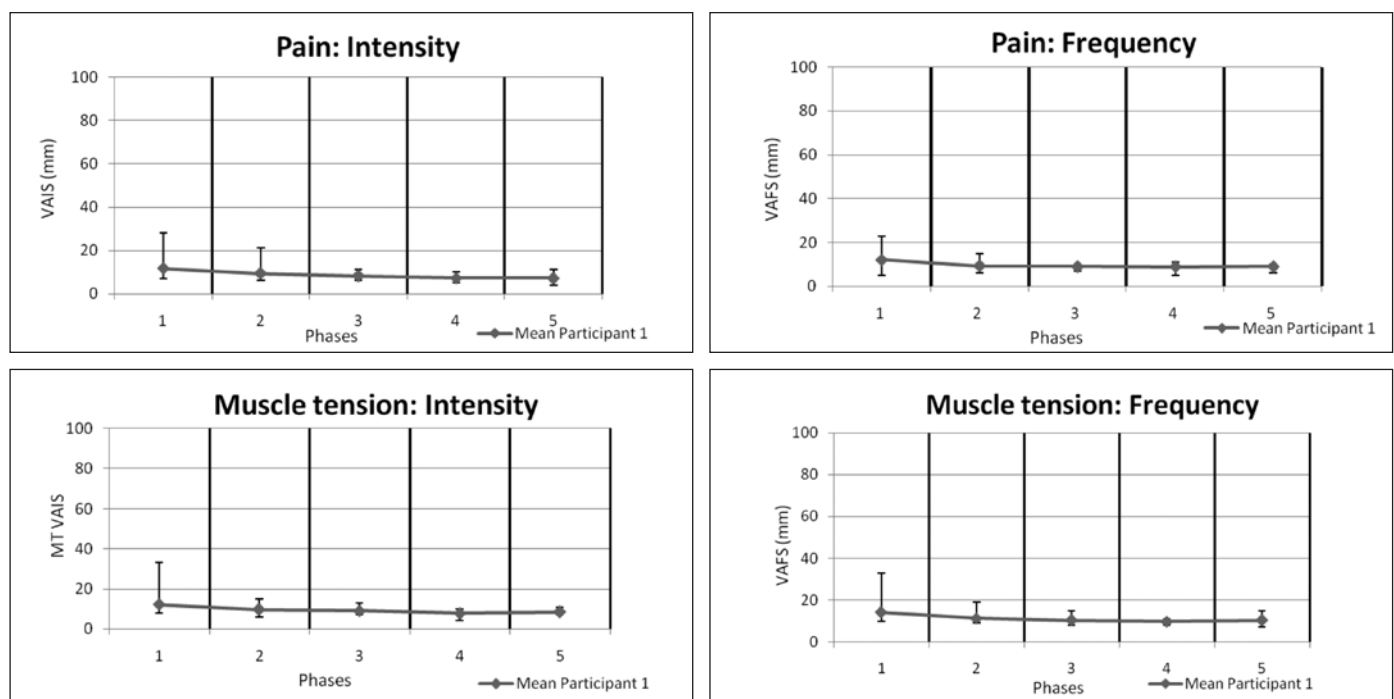 Pain: Intensity
VAIS (mm)
100
80
60
40
20
0
1 2 3 4 5
Phases
Mean Participant 1
Pain: Frequency
VAFS (mm)
100
80
60
40
20
0
1 2 3 4 5
Phases
Mean Participant 1
Muscle tension: Intensity
MT VAIS
100
80
60
40
20
0
1 2 3 4 5
Phases
Mean Participant 1
Muscle tension: Frequency
VAFS (mm)
100
80
60
40
20
0
1 2 3 4 5
Phases
Mean Participant 1